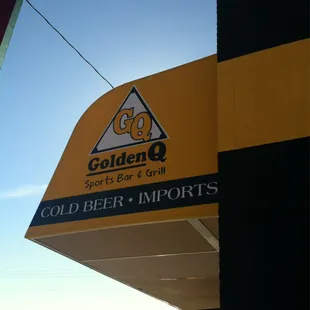 GQ
GoldenQ
Sports Bar & Grill
COLD BEER • IMPORTS